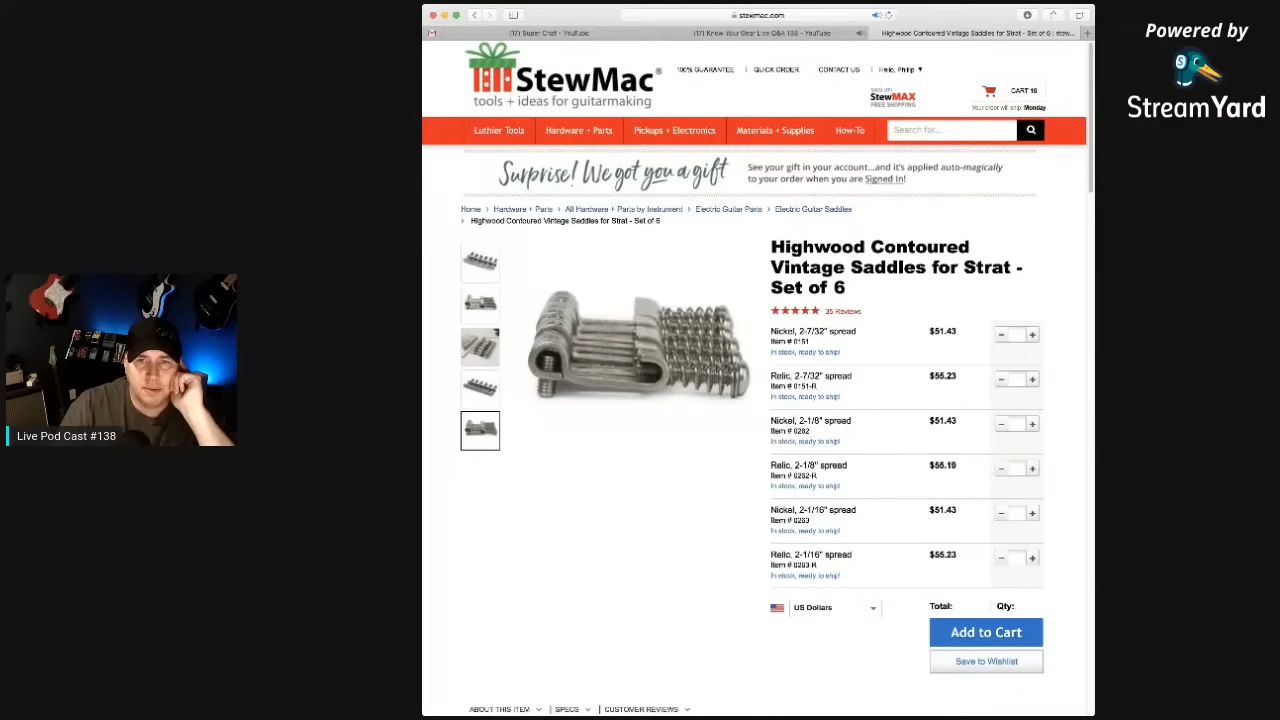 Powered by
StreamYard
stewmac.com
(17) Super Chat - YouTube
(17) Know Your Gear Live Q&A 138 - YouTube
Highwood Contoured Vintage Saddles for Strat - Set of 6 | stew...
StewMac®
tools + ideas for guitarmaking
100% GUARANTEE
QUICK ORDER
CONTACT US
Hello, Philip ▼
SIGN UP!
StewMAX
FREE SHIPPING
CART 16
Your order will ship: Monday
Luthier Tools
Hardware + Parts
Pickups + Electronics
Materials + Supplies
How-To
Search for...
Surprise! We got you a gift
See your gift in your account...and it's applied auto-magically
to your order when you are Signed In!
Home › Hardware + Parts › All Hardware + Parts by Instrument › Electric Guitar Parts › Electric Guitar Saddles
› Highwood Contoured Vintage Saddles for Strat - Set of 6
Highwood Contoured
Vintage Saddles for Strat -
Set of 6
35 Reviews
Nickel, 2-7/32" spread $51.43
Item # 0151
In stock, ready to ship!
Relic, 2-7/32" spread $55.23
Item # 0151-R
In stock, ready to ship!
Nickel, 2-1/8" spread $51.43
Item # 0262
In stock, ready to ship!
Relic, 2-1/8" spread $55.19
Item # 0262-R
In stock, ready to ship!
Nickel, 2-1/16" spread $51.43
Item # 0263
In stock, ready to ship!
Relic, 2-1/16" spread $55.23
Item # 0263-R
In stock, ready to ship!
US Dollars
Total: Qty:
Add to Cart
Save to Wishlist
ABOUT THIS ITEM
SPECS
CUSTOMER REVIEWS
Live Pod Cast #138